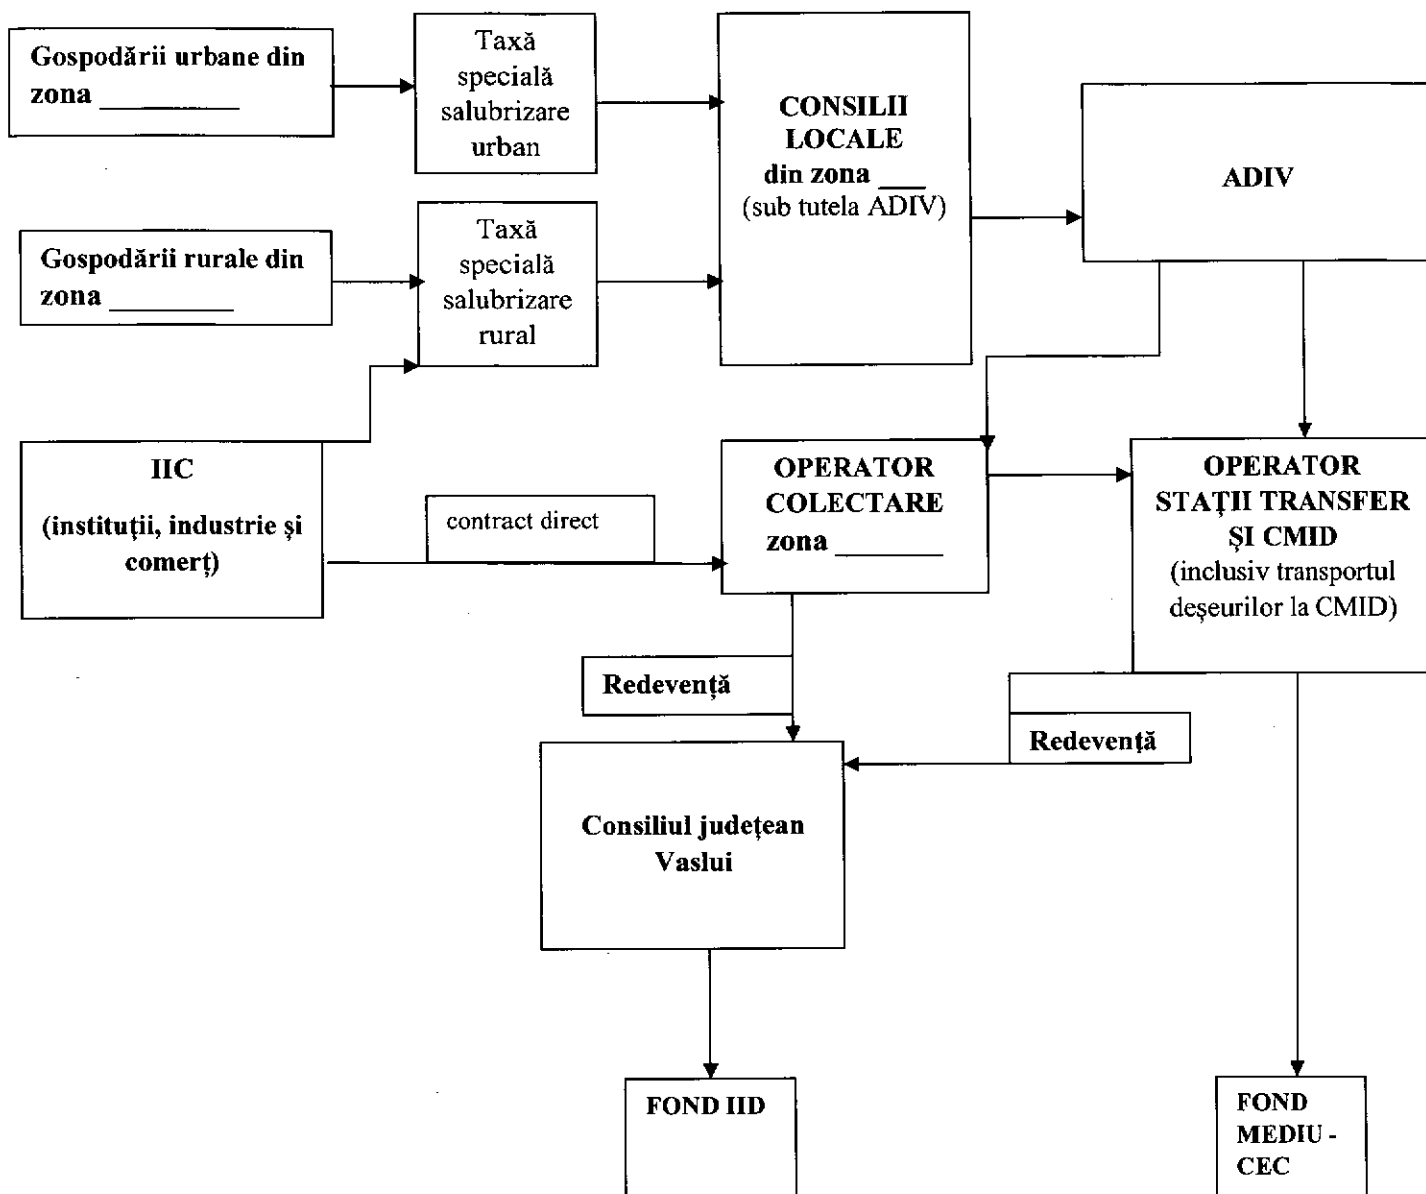 Gospodării urbane din
zona __________
Taxă
specială
salubrizare
urban
CONSILII
LOCALE
din zona ___
(sub tutela ADIV)
ADIV
Gospodării rurale din
zona _________
Taxă
specială
salubrizare
rural
IIC
(instituţii, industrie şi
comerţ)
contract direct
OPERATOR
COLECTARE
zona ________
OPERATOR
STAŢII TRANSFER
ŞI CMID
(inclusiv transportul
deşeurilor la CMID)
Redevenţă
Redevenţă
Consiliul judeţean
Vaslui
FOND IID
FOND
MEDIU -
CEC